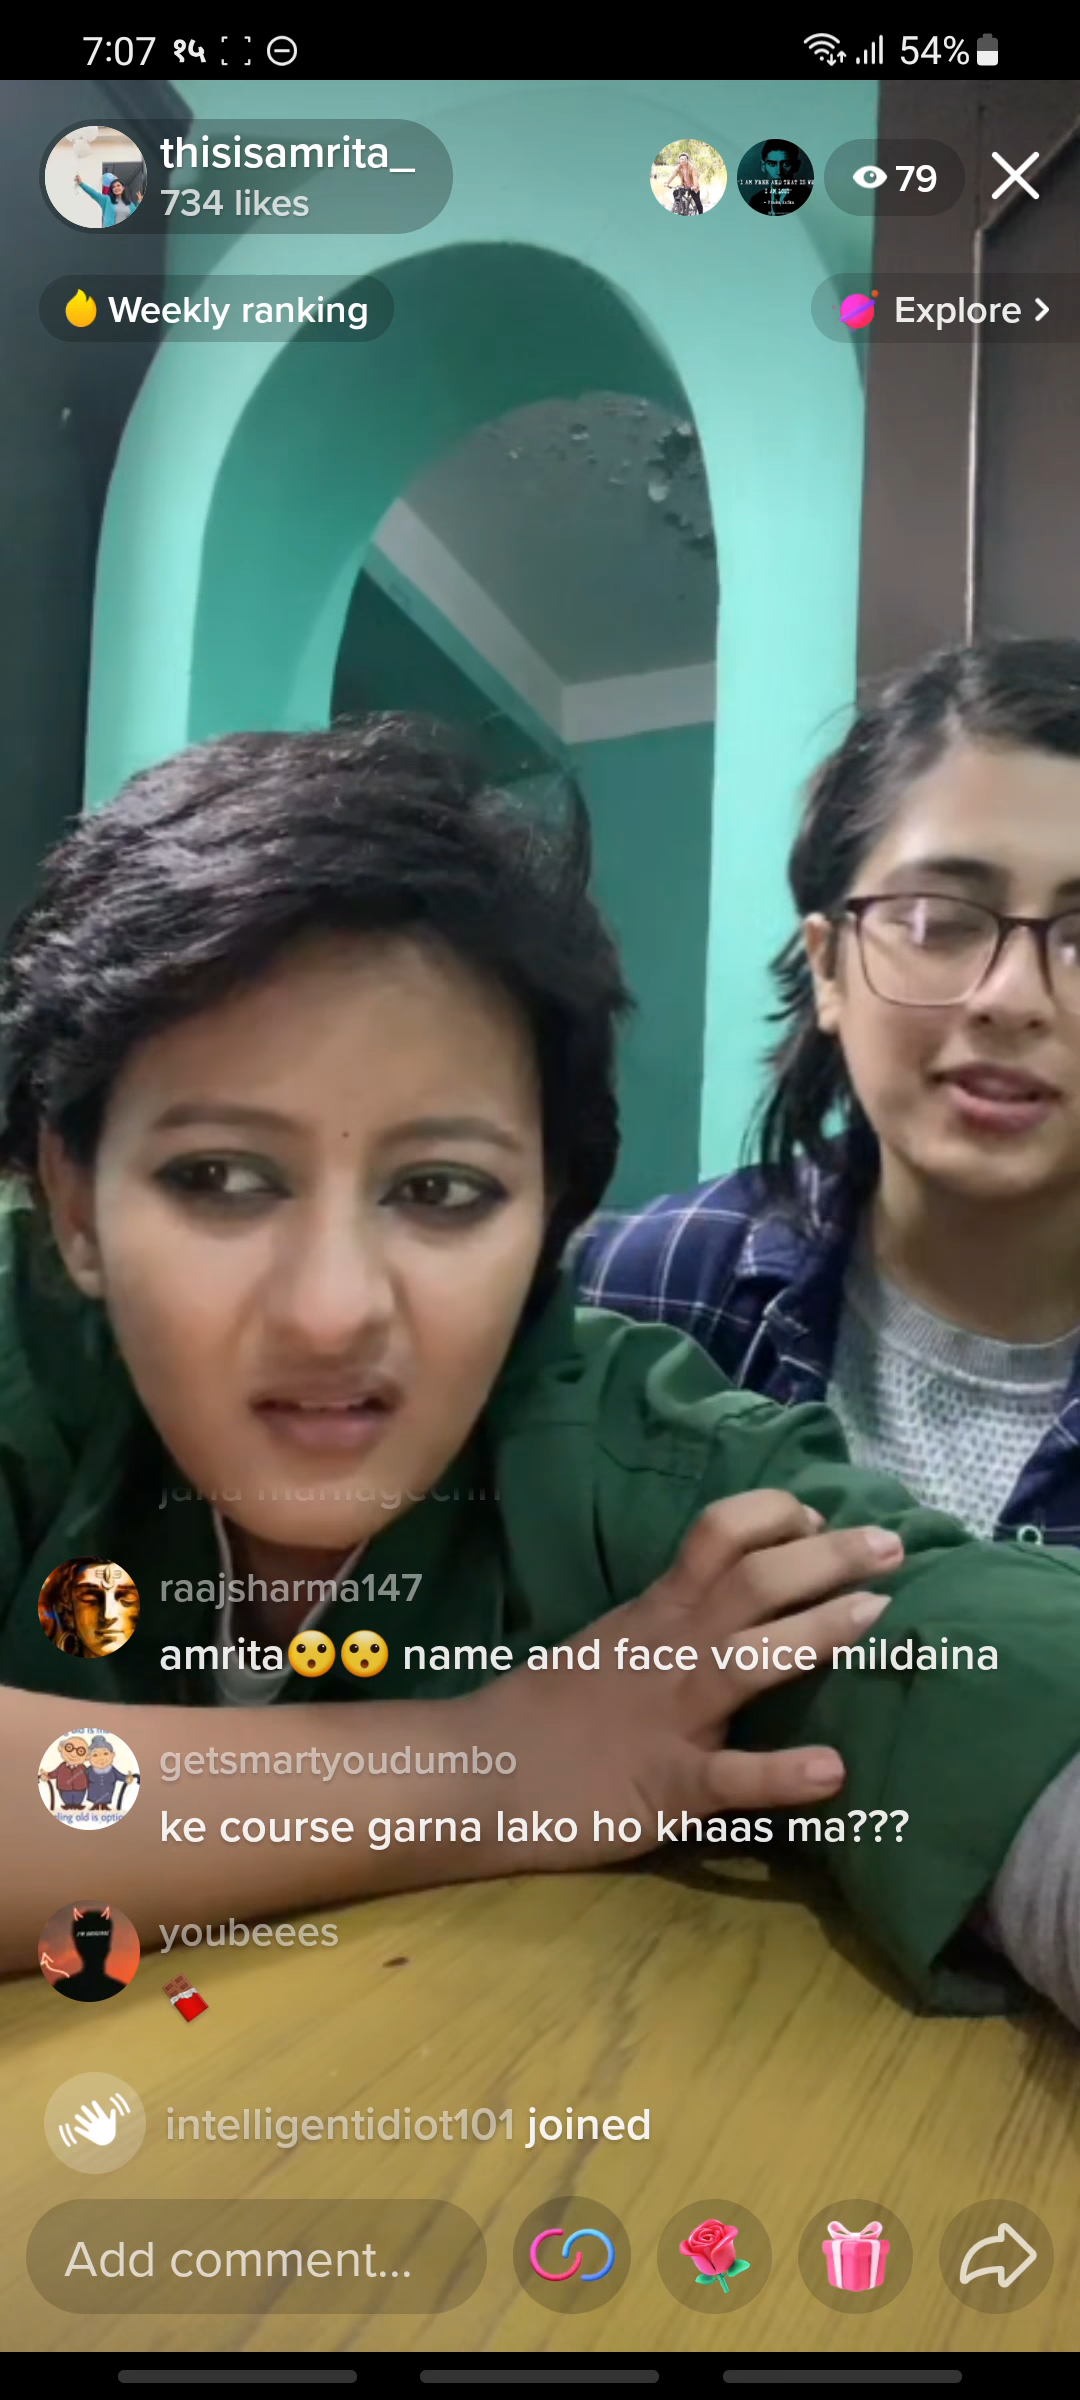 7:07 १५ 54%
thisisamrita_
734 likes
79
Weekly ranking
Explore
raajsharma147
amrita😮😮 name and face voice mildaina
getsmartyoudumbo
ke course garna lako ho khaas ma???
youbeees
🍫
intelligentidiot101 joined
Add comment...